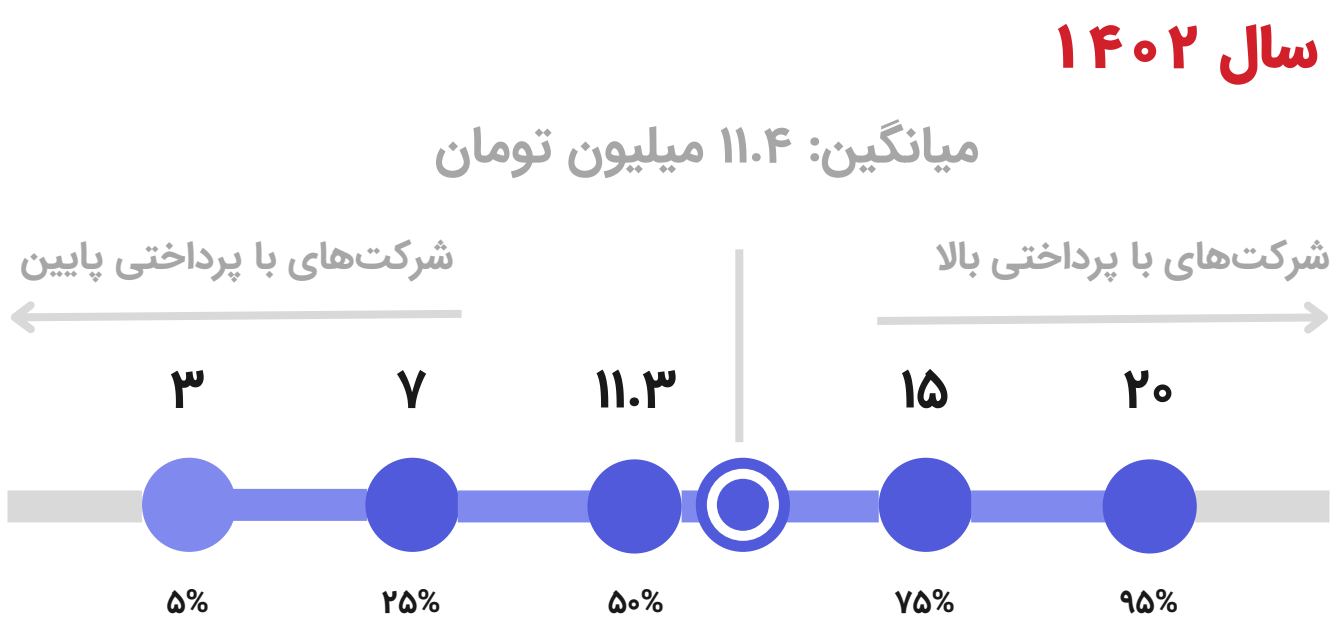 سال ۱۴۰۲
میانگین: ۱۱.۴ میلیون تومان
شرکت‌های با پرداختی بالا
شرکت‌های با پرداختی پایین
۳ ۷ ۱۱.۳ ۱۵ ۲۰
۵% ۲۵% ۵۰% ۷۵% ۹۵%